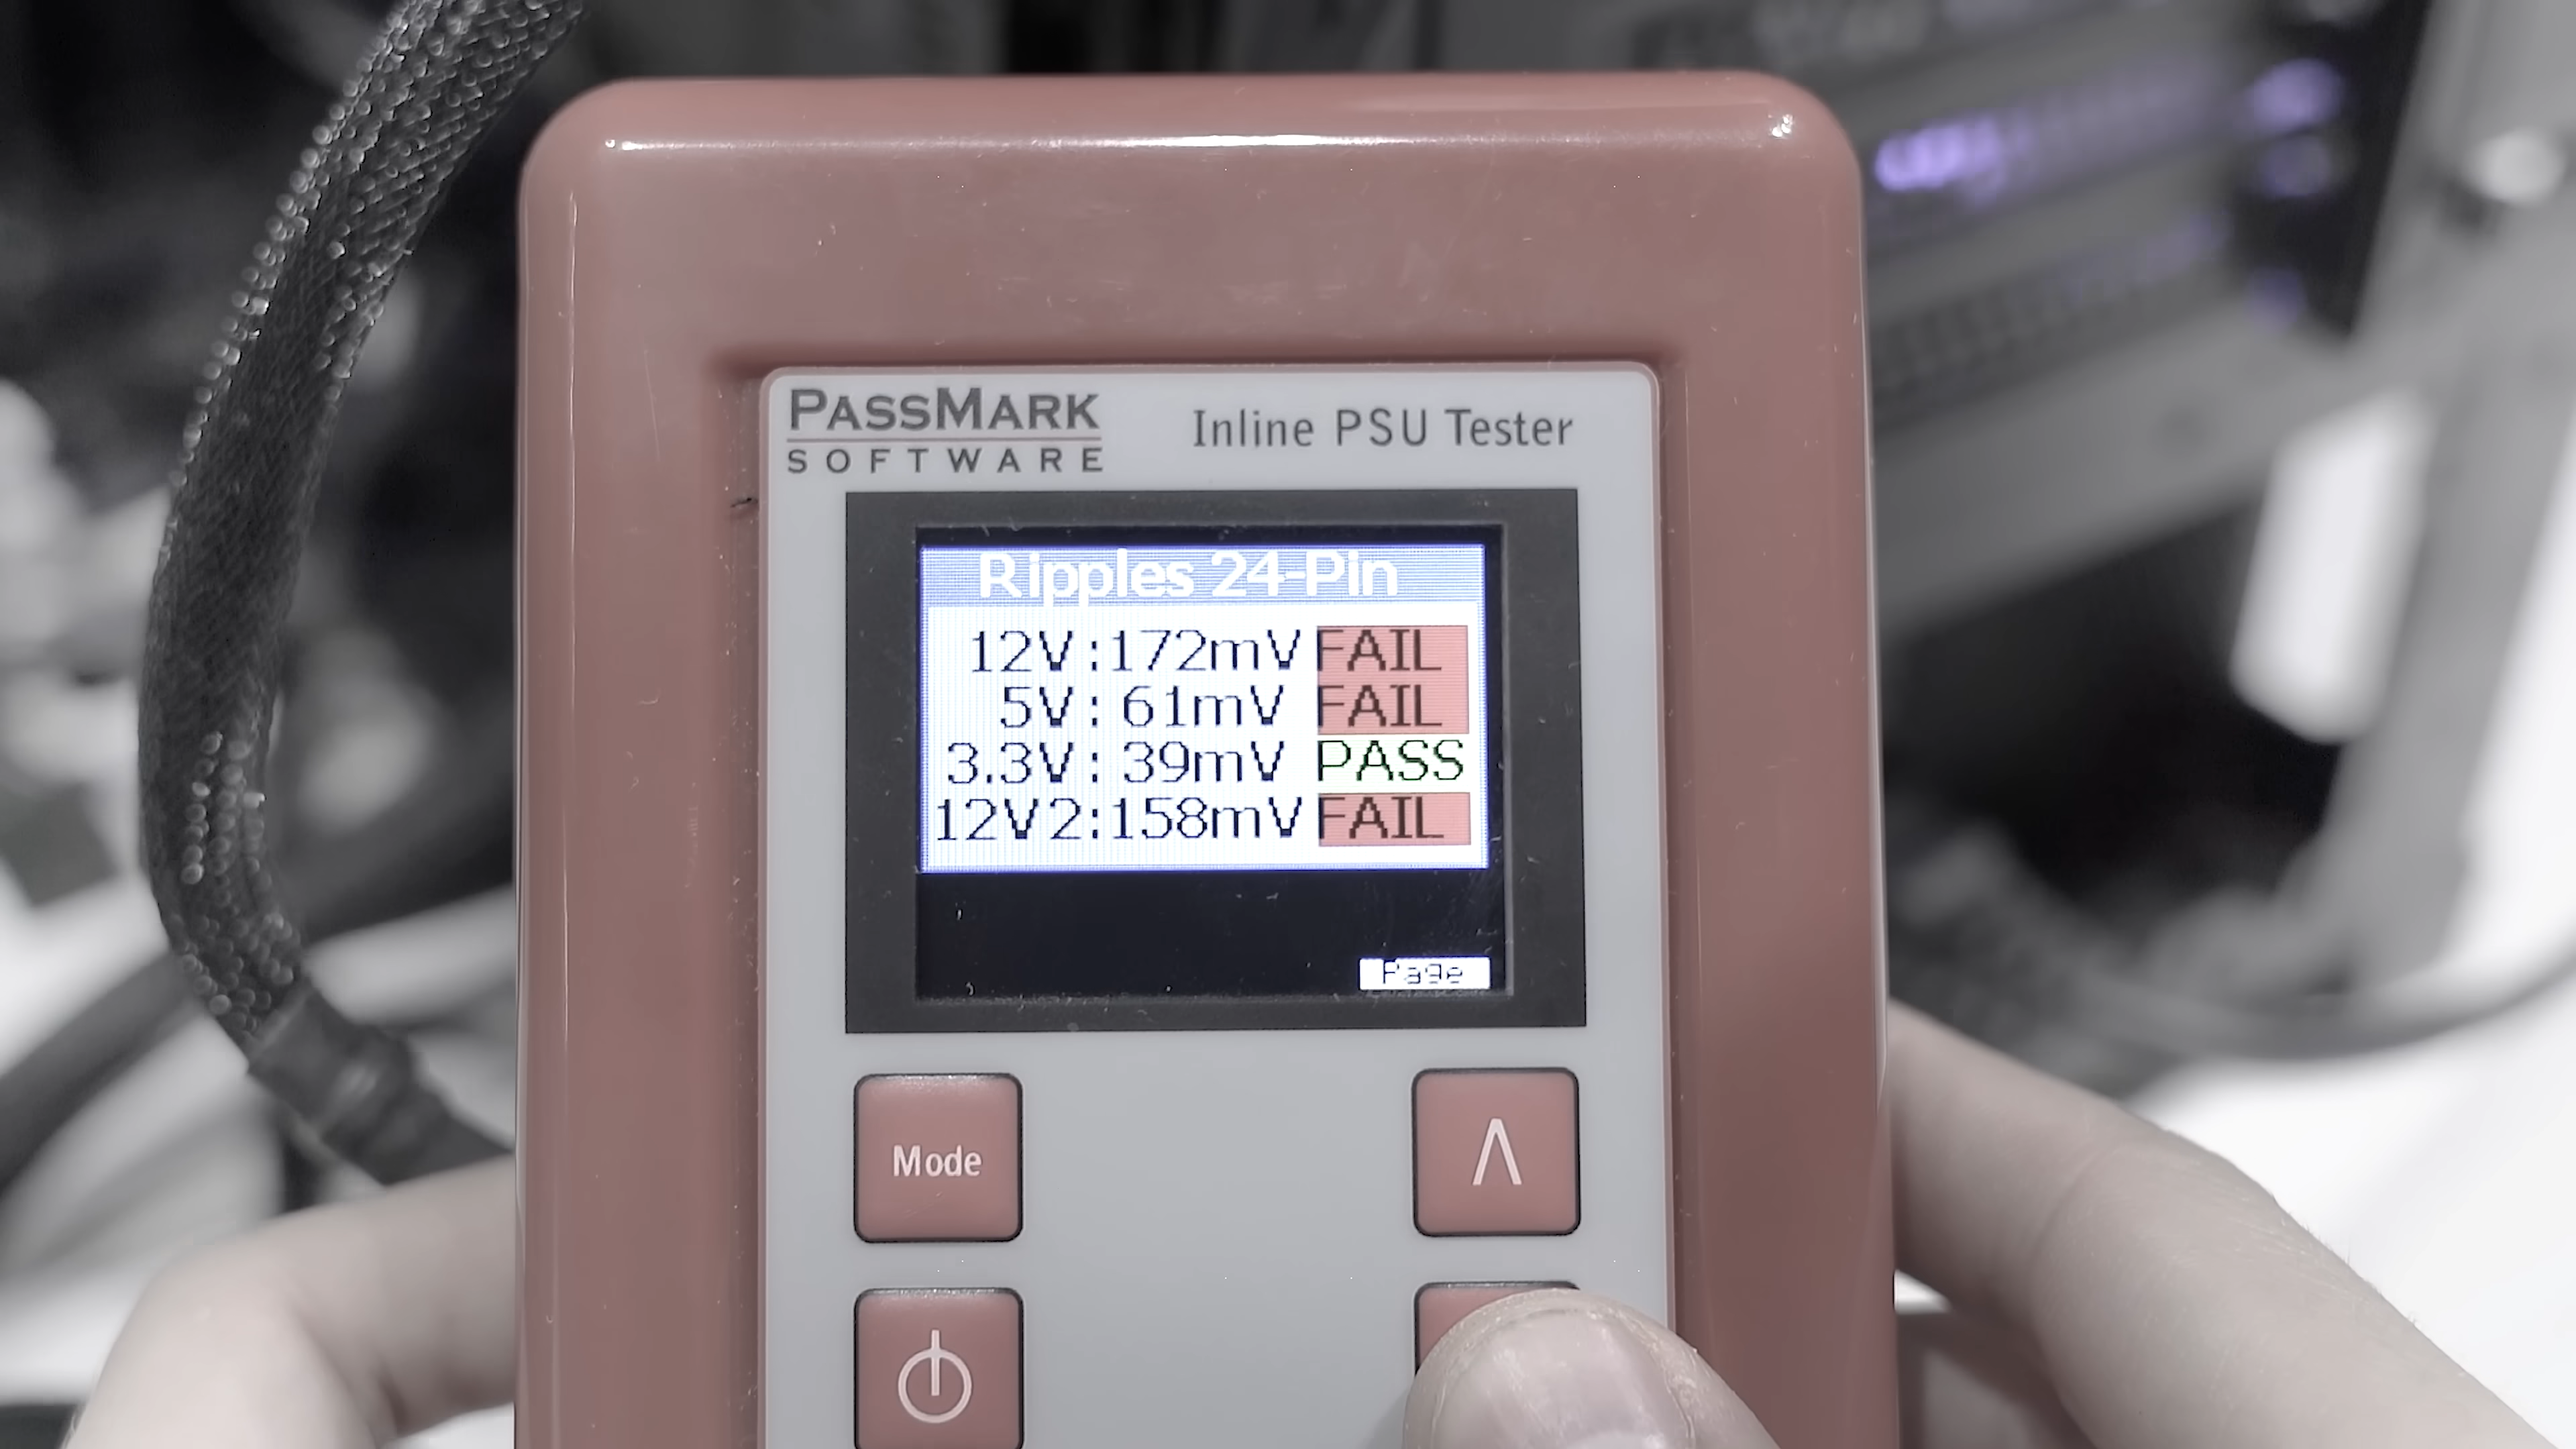 PASSMARK
SOFTWARE
Inline PSU Tester
Ripples 24-Pin
12V:172mV FAIL
5V: 61mV FAIL
3.3V: 39mV PASS
12V2:158mV FAIL
Page
Mode